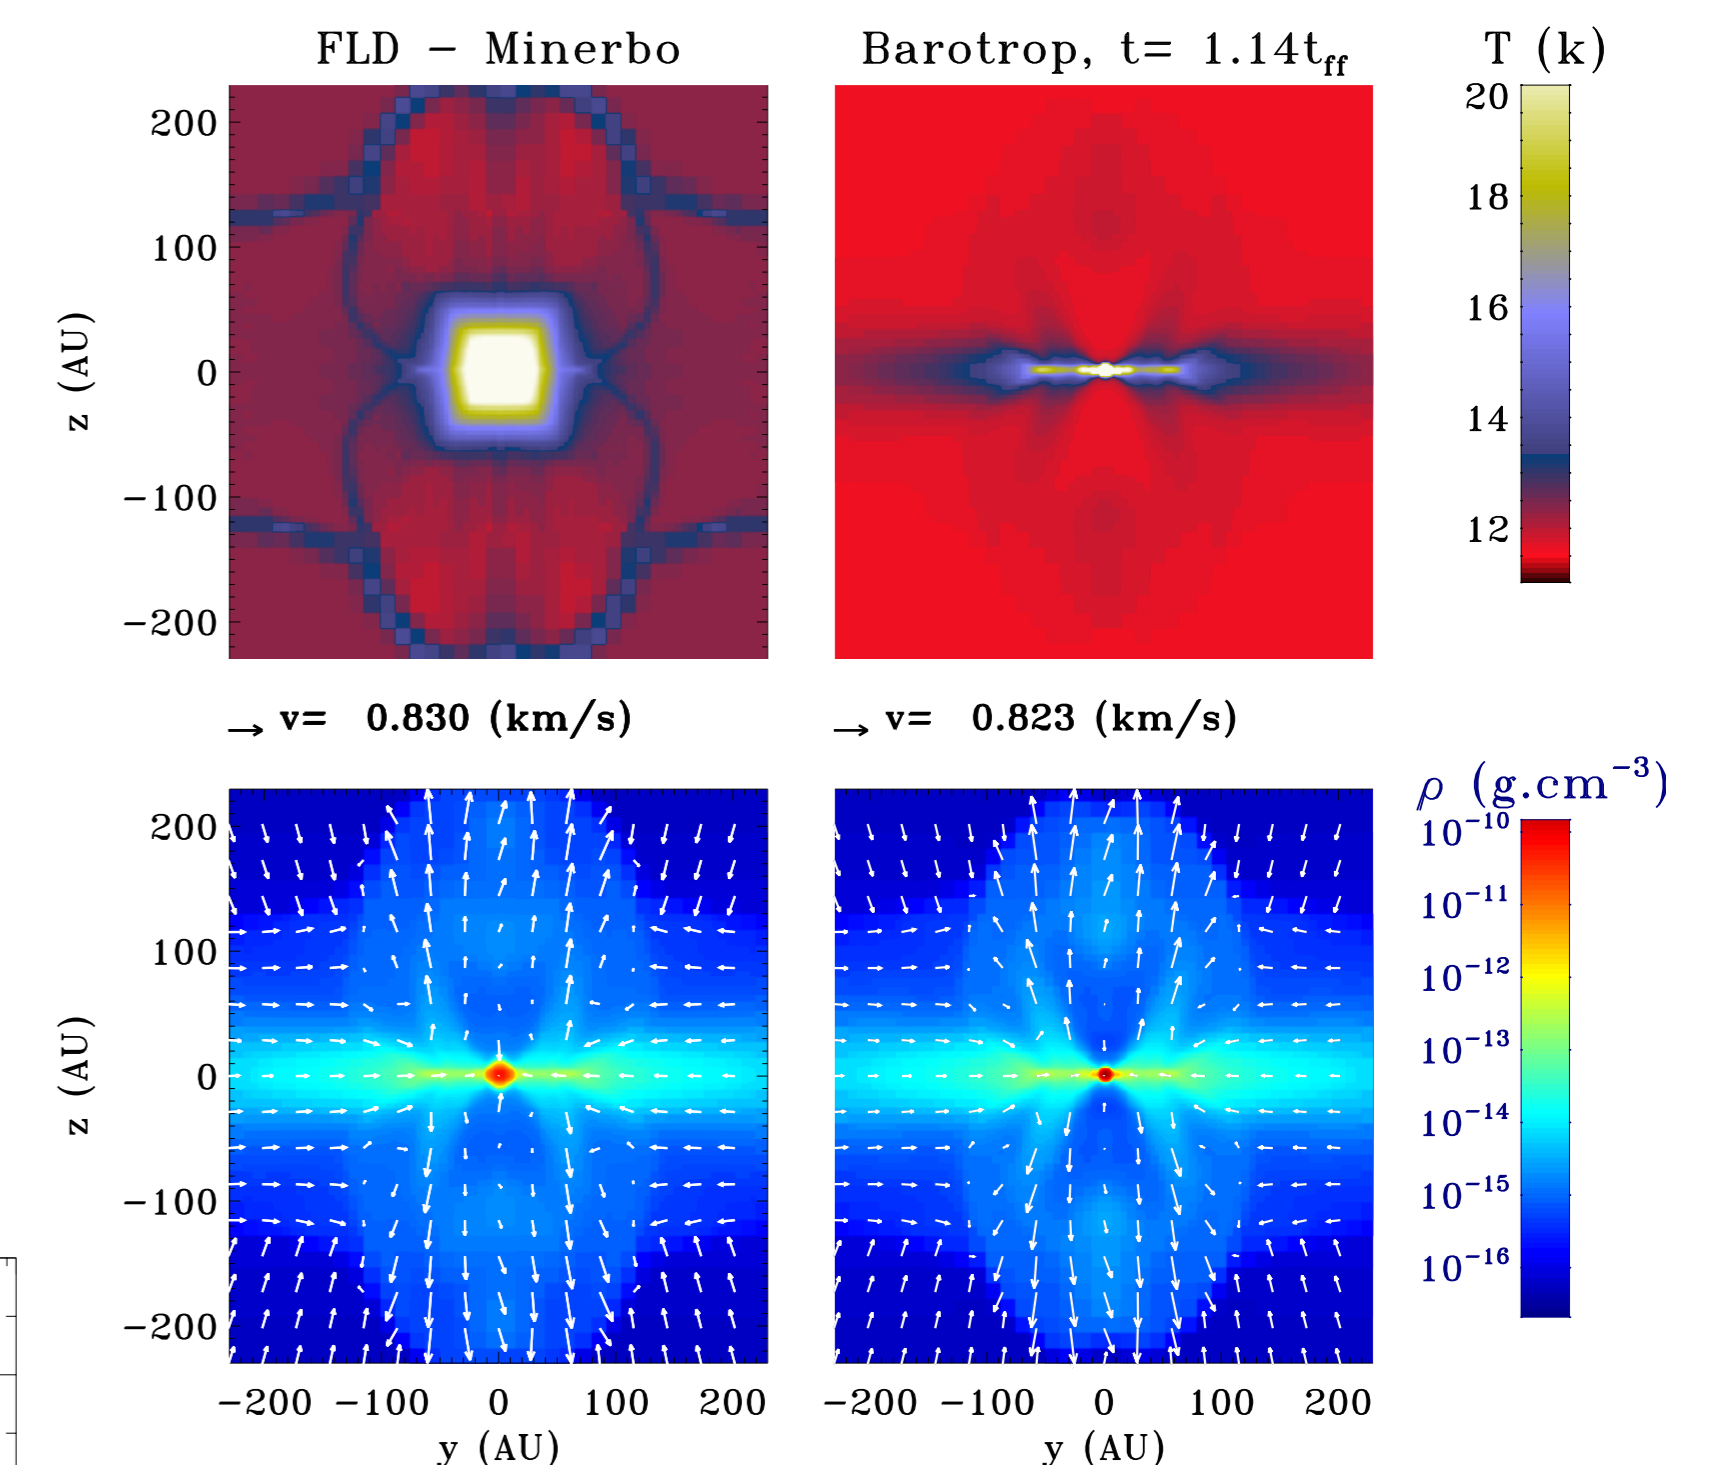 FLD − Minerbo
Barotrop, t= 1.14t_ff
T (k)
200
100
0
−100
−200
z (AU)
20
18
16
14
12
v= 0.830 (km/s)
v= 0.823 (km/s)
ρ (g.cm⁻³)
200
100
0
−100
−200
z (AU)
10⁻¹⁰
10⁻¹¹
10⁻¹²
10⁻¹³
10⁻¹⁴
10⁻¹⁵
10⁻¹⁶
−200 −100 0 100 200
−200 −100 0 100 200
y (AU)
y (AU)